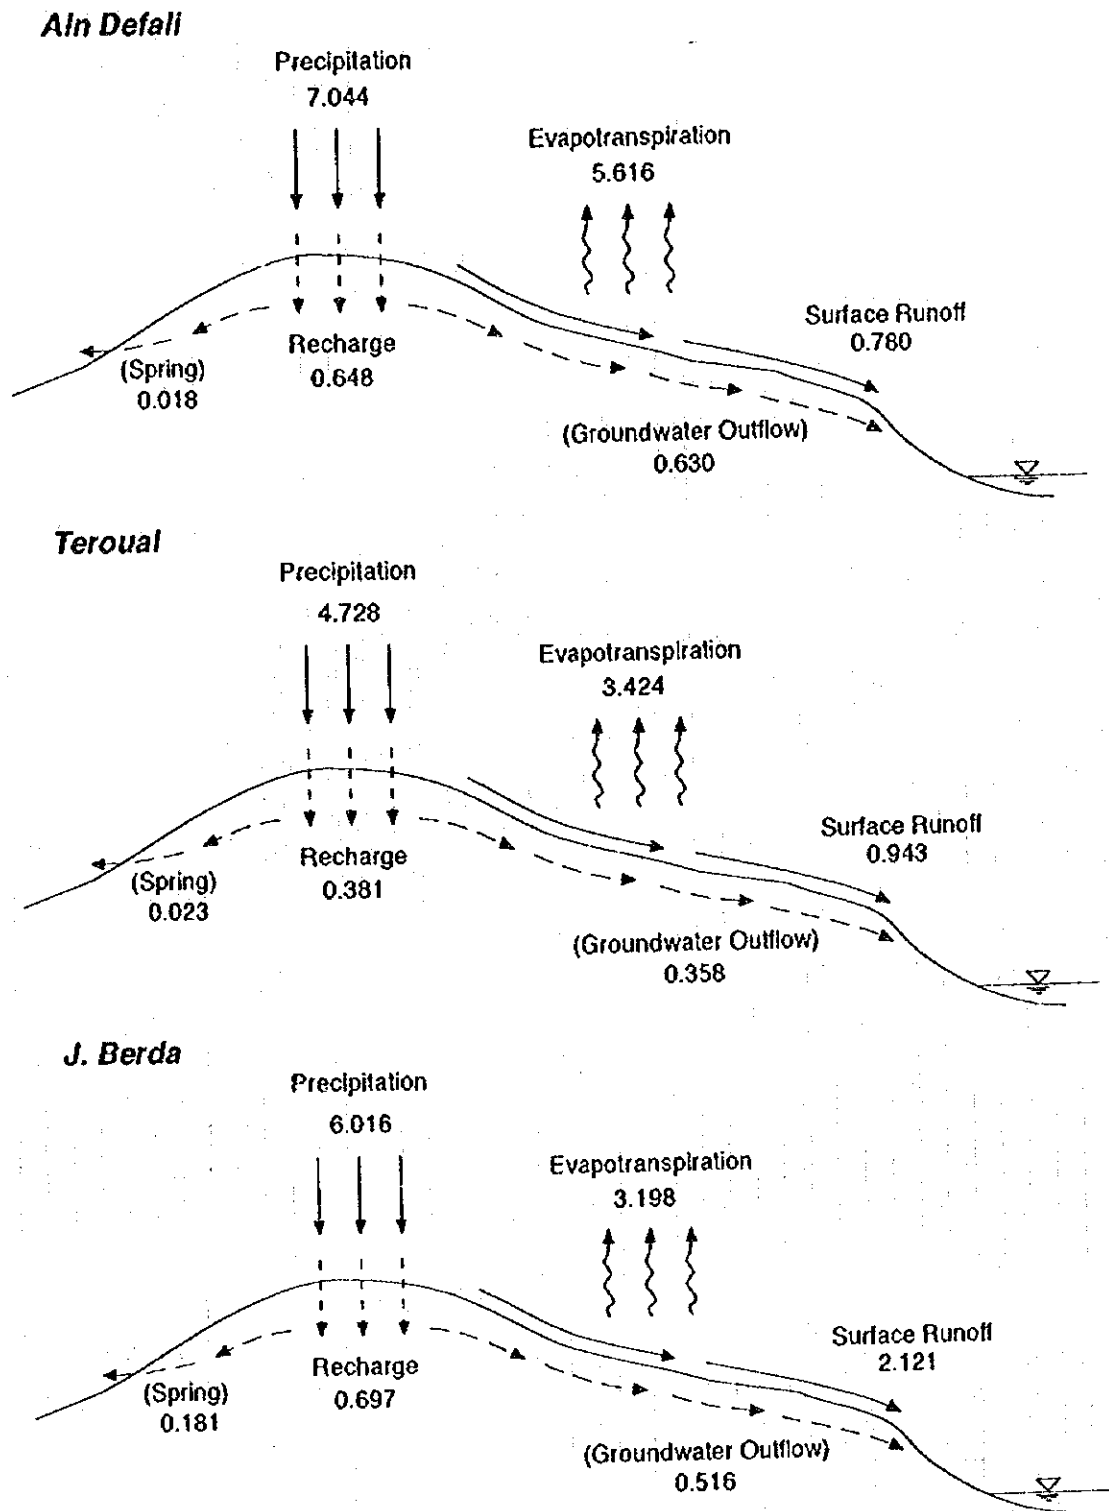 Ain Defali
Precipitation
7.044
Evapotranspiration
5.616
Surface Runoff
0.780
Recharge
0.648
(Spring)
0.018
(Groundwater Outflow)
0.630
Teroual
Precipitation
4.728
Evapotranspiration
3.424
Surface Runoff
0.943
Recharge
0.381
(Spring)
0.023
(Groundwater Outflow)
0.358
J. Berda
Precipitation
6.016
Evapotranspiration
3.198
Surface Runoff
2.121
Recharge
0.697
(Spring)
0.181
(Groundwater Outflow)
0.516